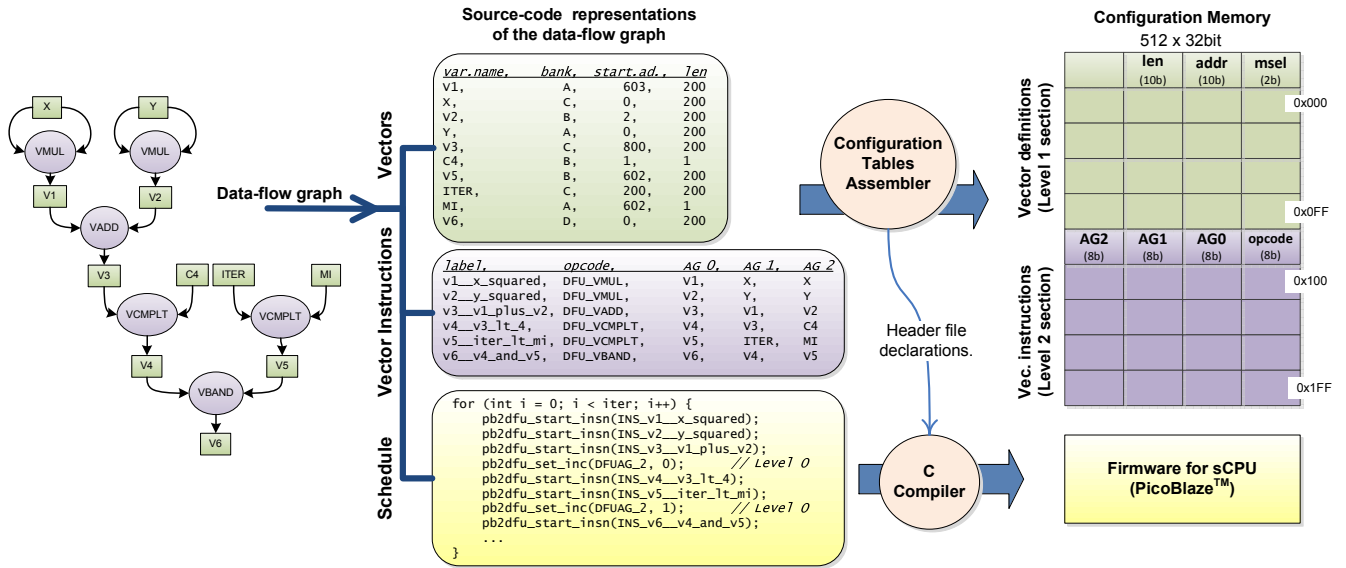 Source-code representations
of the data-flow graph
Data-flow graph
X
Y
VMUL
VMUL
V1
V2
VADD
V3
C4
ITER
MI
VCMPLT
VCMPLT
V4
V5
VBAND
V6
Vectors
var.name, bank, start.ad., len
V1, A, 603, 200
X, C, 0, 200
V2, B, 2, 200
Y, A, 0, 200
V3, C, 800, 200
C4, B, 1, 1
V5, B, 602, 200
ITER, C, 200, 200
MI, A, 602, 1
V6, D, 0, 200
Vector Instructions
label, opcode, AG 0, AG 1, AG 2
v1__x_squared, DFU_VMUL, V1, X, X
v2__y_squared, DFU_VMUL, V2, Y, Y
v3__v1_plus_v2, DFU_VADD, V3, V1, V2
v4__v3_lt_4, DFU_VCMPLT, V4, V3, C4
v5__iter_lt_mi, DFU_VCMPLT, V5, ITER, MI
v6__v4_and_v5, DFU_VBAND, V6, V4, V5
Schedule
for (int i = 0; i < iter; i++) {
pb2dfu_start_insn(INS_v1__x_squared);
pb2dfu_start_insn(INS_v2__y_squared);
pb2dfu_start_insn(INS_v3__v1_plus_v2);
pb2dfu_set_inc(DFUAG_2, 0); // Level 0
pb2dfu_start_insn(INS_v4__v3_lt_4);
pb2dfu_start_insn(INS_v5__iter_lt_mi);
pb2dfu_set_inc(DFUAG_2, 1); // Level 0
pb2dfu_start_insn(INS_v6__v4_and_v5);
...
}
Configuration
Tables
Assembler
Header file
declarations.
C
Compiler
Configuration Memory
512 x 32bit
Vector definitions
(Level 1 section)
len addr msel
(10b) (10b) (2b)
0x000
0x0FF
Vec. instructions
(Level 2 section)
AG2 AG1 AG0 opcode
(8b) (8b) (8b) (8b)
0x100
0x1FF
Firmware for sCPU
(PicoBlaze™)